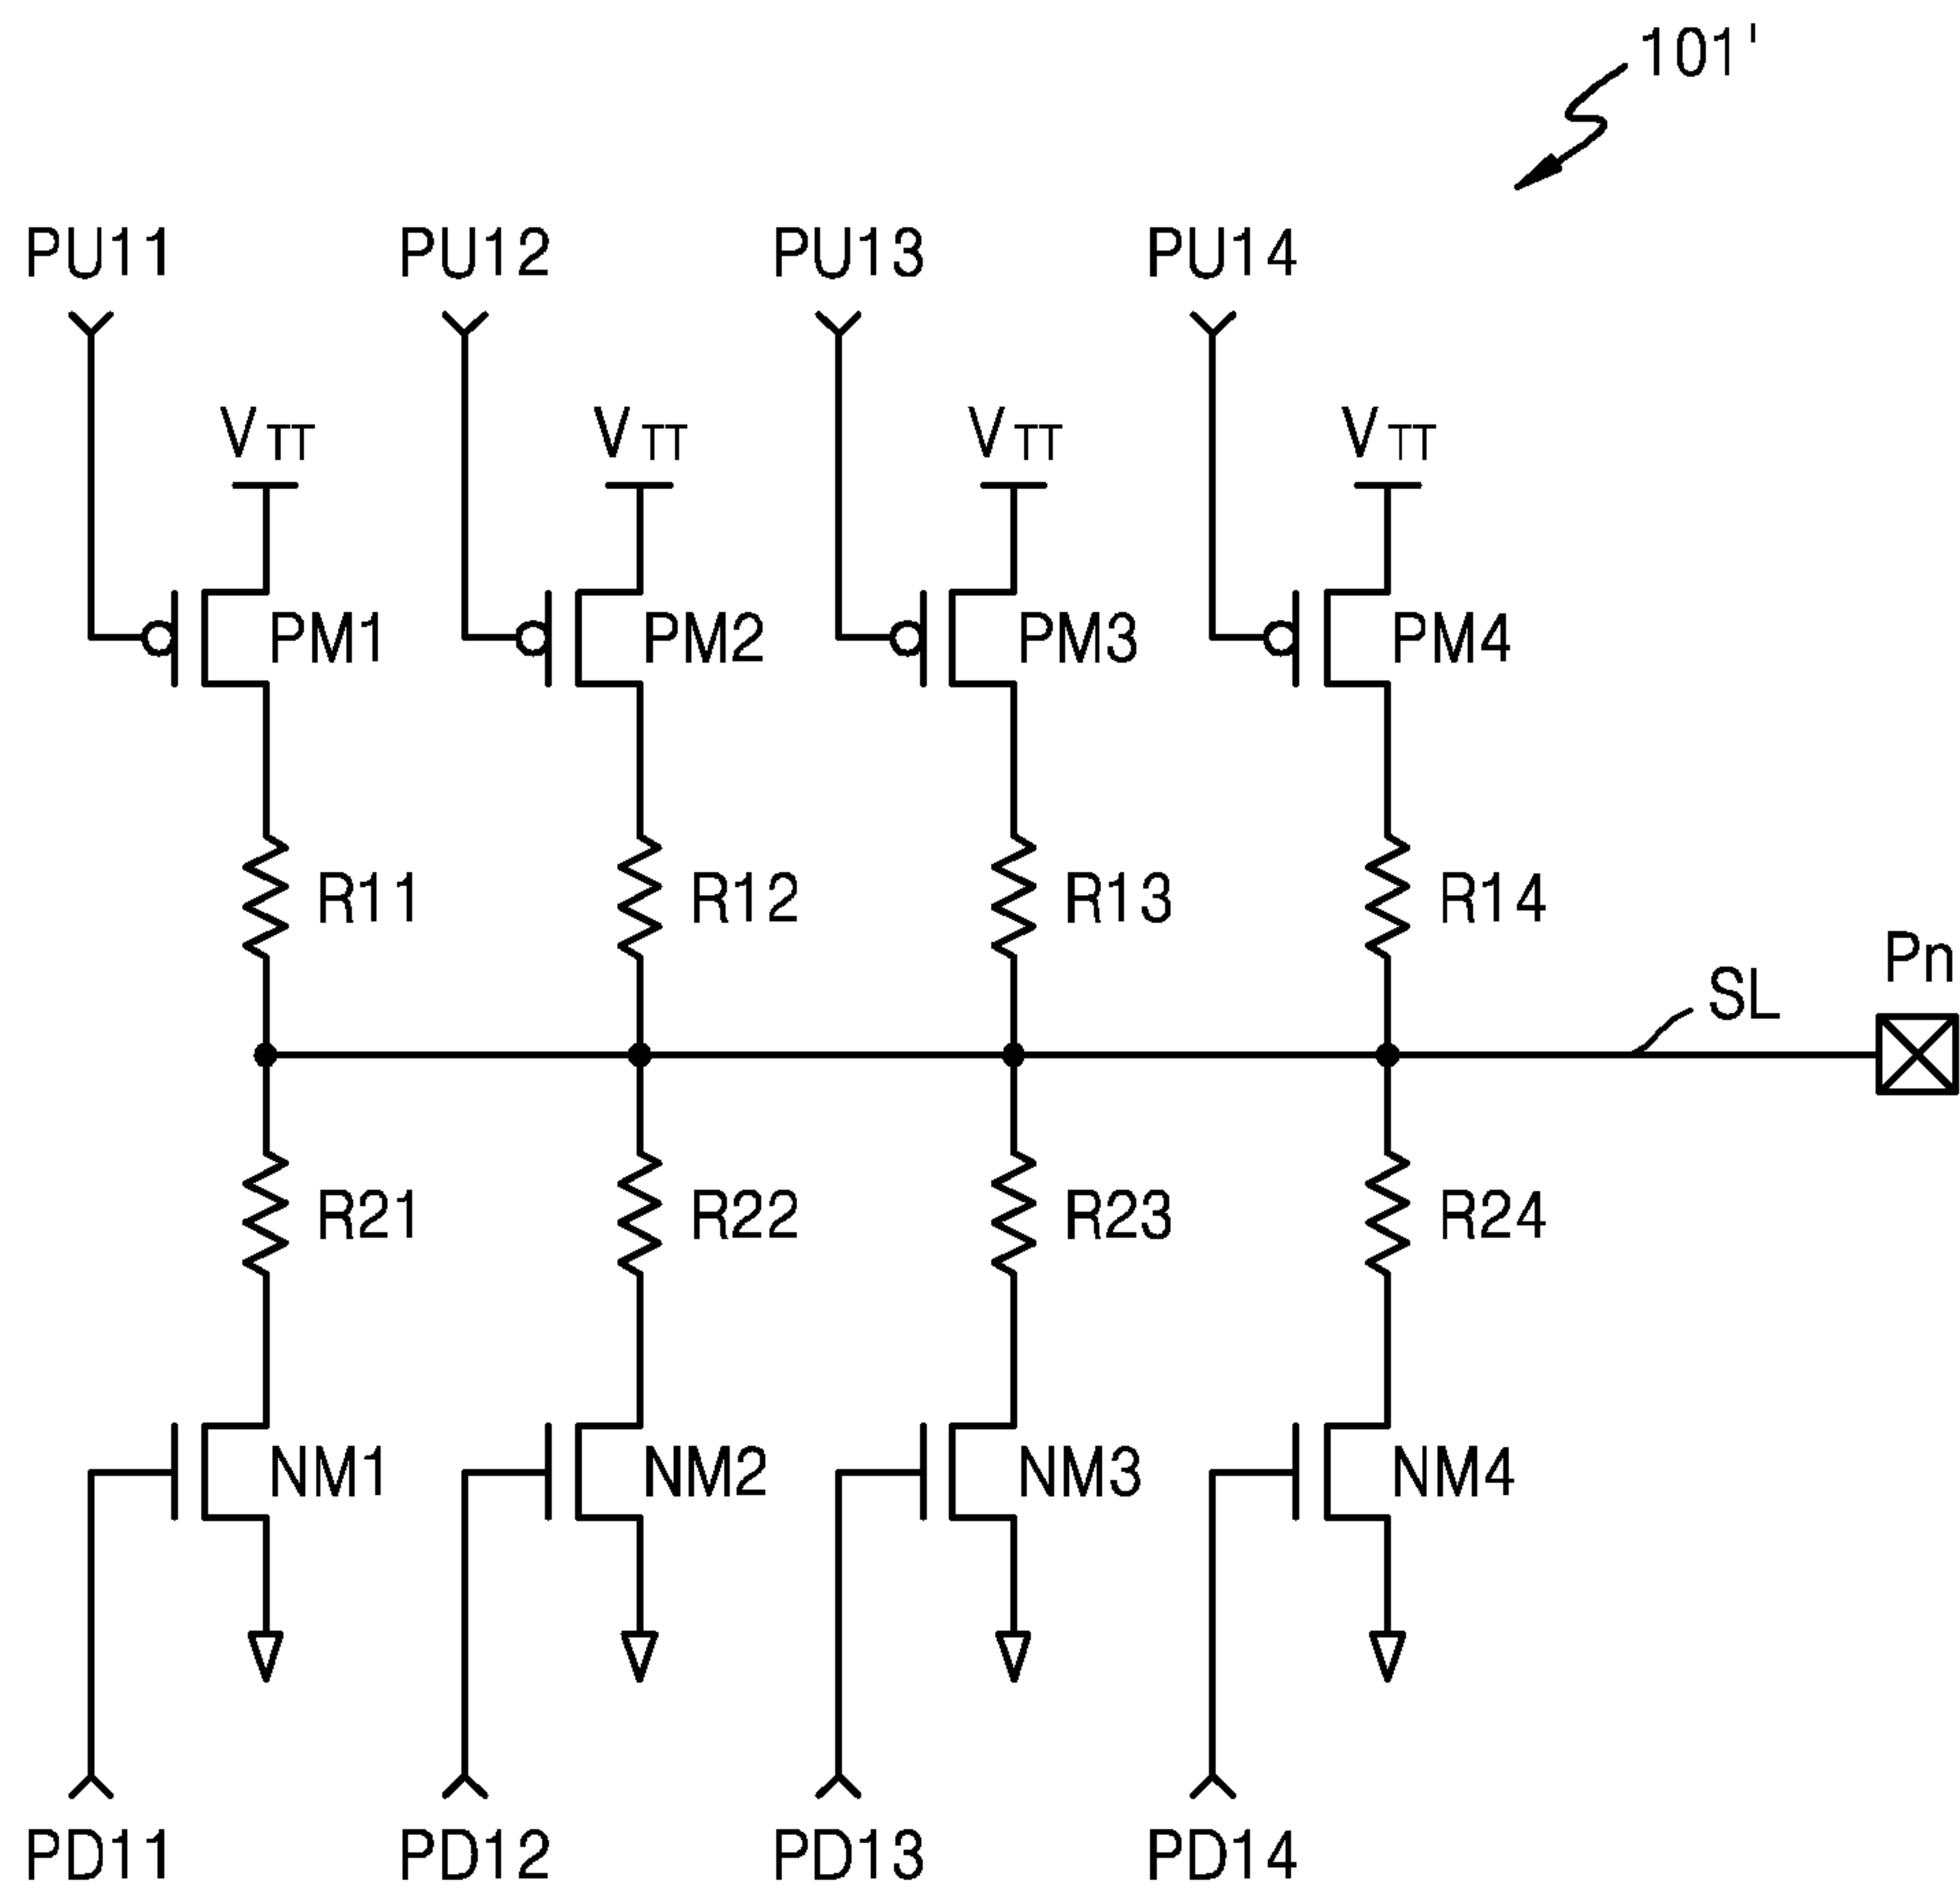 101'
PU11 PU12 PU13 PU14
VTT VTT VTT VTT
PM1 PM2 PM3 PM4
R11 R12 R13 R14
Pn
SL
R21 R22 R23 R24
NM1 NM2 NM3 NM4
PD11 PD12 PD13 PD14